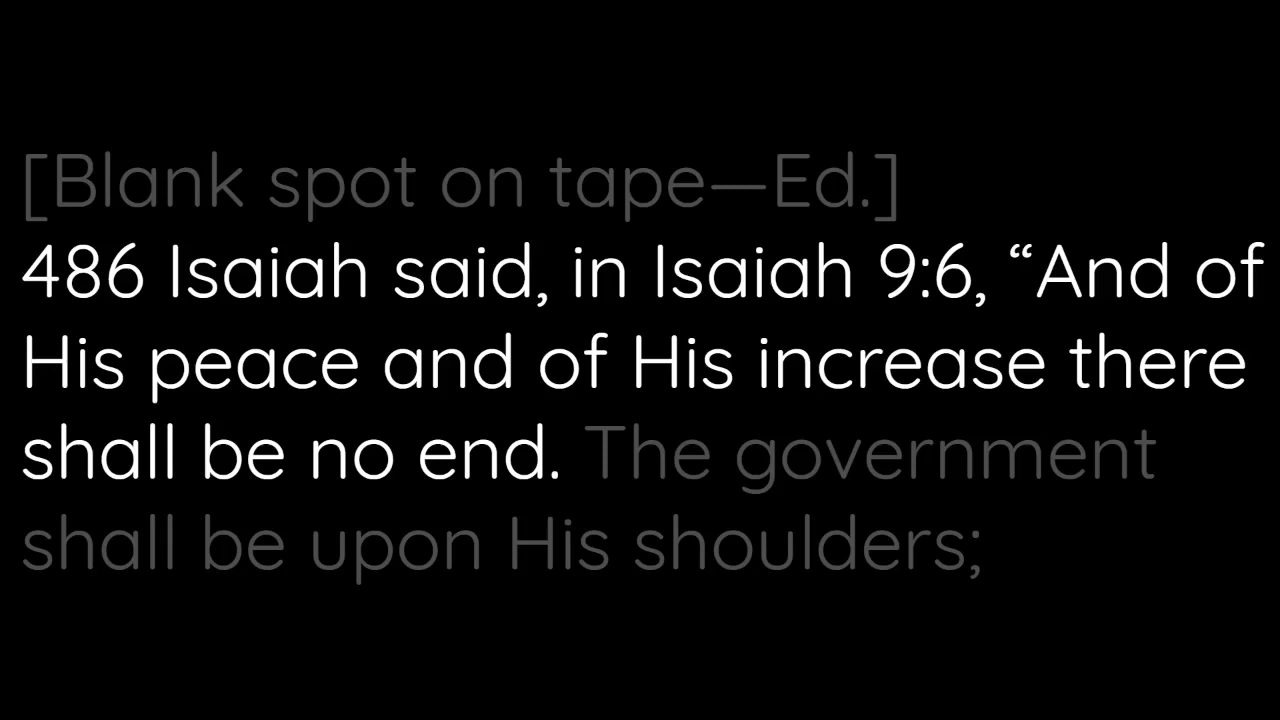 [Blank spot on tape—Ed.]
486 Isaiah said, in Isaiah 9:6, “And of
His peace and of His increase there
shall be no end. The government
shall be upon His shoulders;